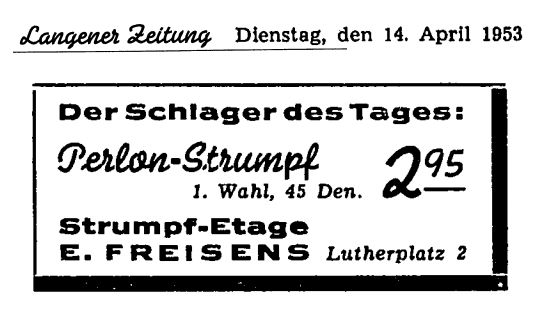 Langener Zeitung Dienstag, den 14. April 1953
Der Schlager des Tages:
Perlon-Strumpf 2 95
1. Wahl, 45 Den.
Strumpf-Etage
E. FREISENS Lutherplatz 2